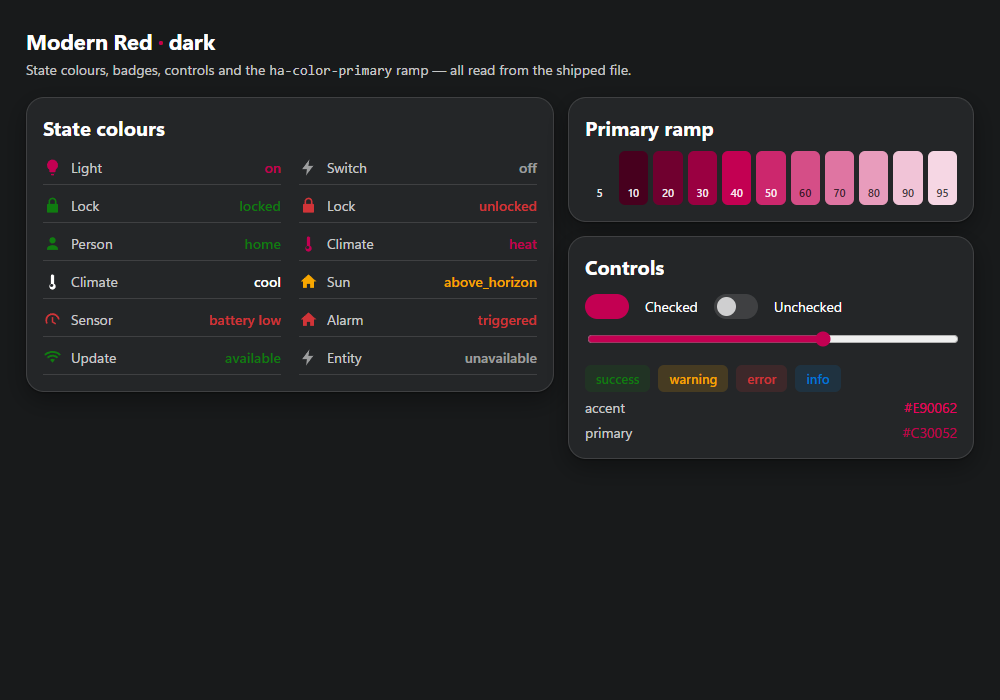 Modern Red · dark
State colours, badges, controls and the ha-color-primary ramp — all read from the shipped file.
State colours
Light on Switch off
Lock locked Lock unlocked
Person home Climate heat
Climate cool Sun above_horizon
Sensor battery low Alarm triggered
Update available Entity unavailable
Primary ramp
5 10 20 30 40 50 60 70 80 90 95
Controls
Checked Unchecked
success warning error info
accent #E90062
primary #C30052